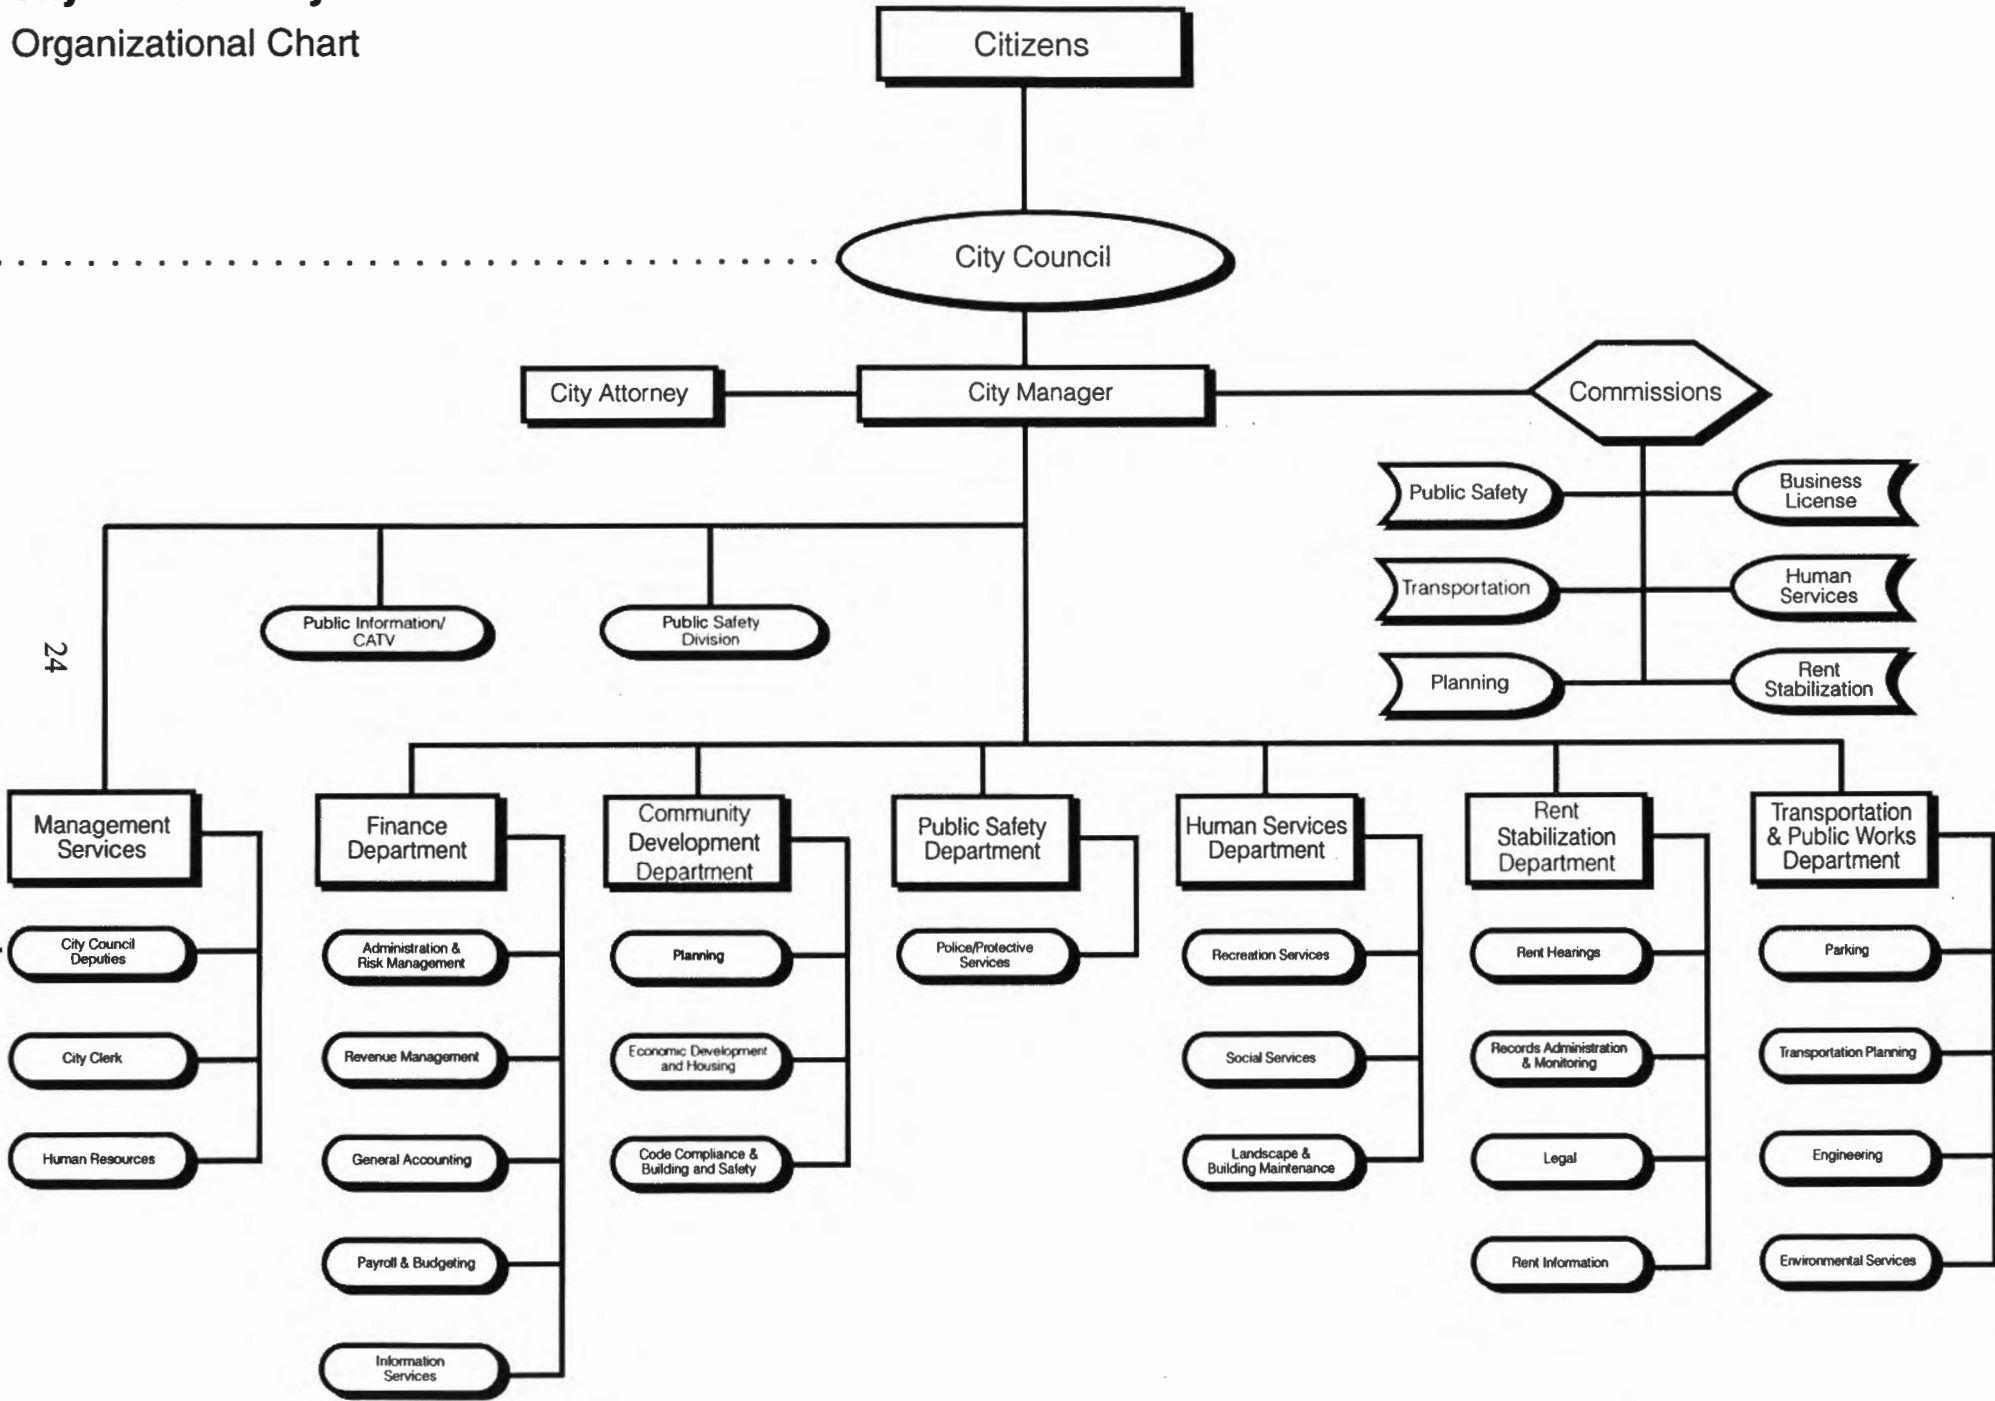 Organizational Chart
Citizens
City Council
City Attorney
City Manager
Commissions
Public Safety
Business
License
Transportation
Human
Services
Planning
Rent
Stabilization
Public Information/
CATV
Public Safety
Division
24
Management
Services
City Council
Deputies
City Clerk
Human Resources
Finance
Department
Administration &
Risk Management
Revenue Management
General Accounting
Payroll & Budgeting
Information
Services
Community
Development
Department
Planning
Economic Development
and Housing
Code Compliance &
Building and Safety
Public Safety
Department
Police/Protective
Services
Human Services
Department
Recreation Services
Social Services
Landscape &
Building Maintenance
Rent
Stabilization
Department
Rent Hearings
Records Administration
& Monitoring
Legal
Rent Information
Transportation
& Public Works
Department
Parking
Transportation Planning
Engineering
Environmental Services